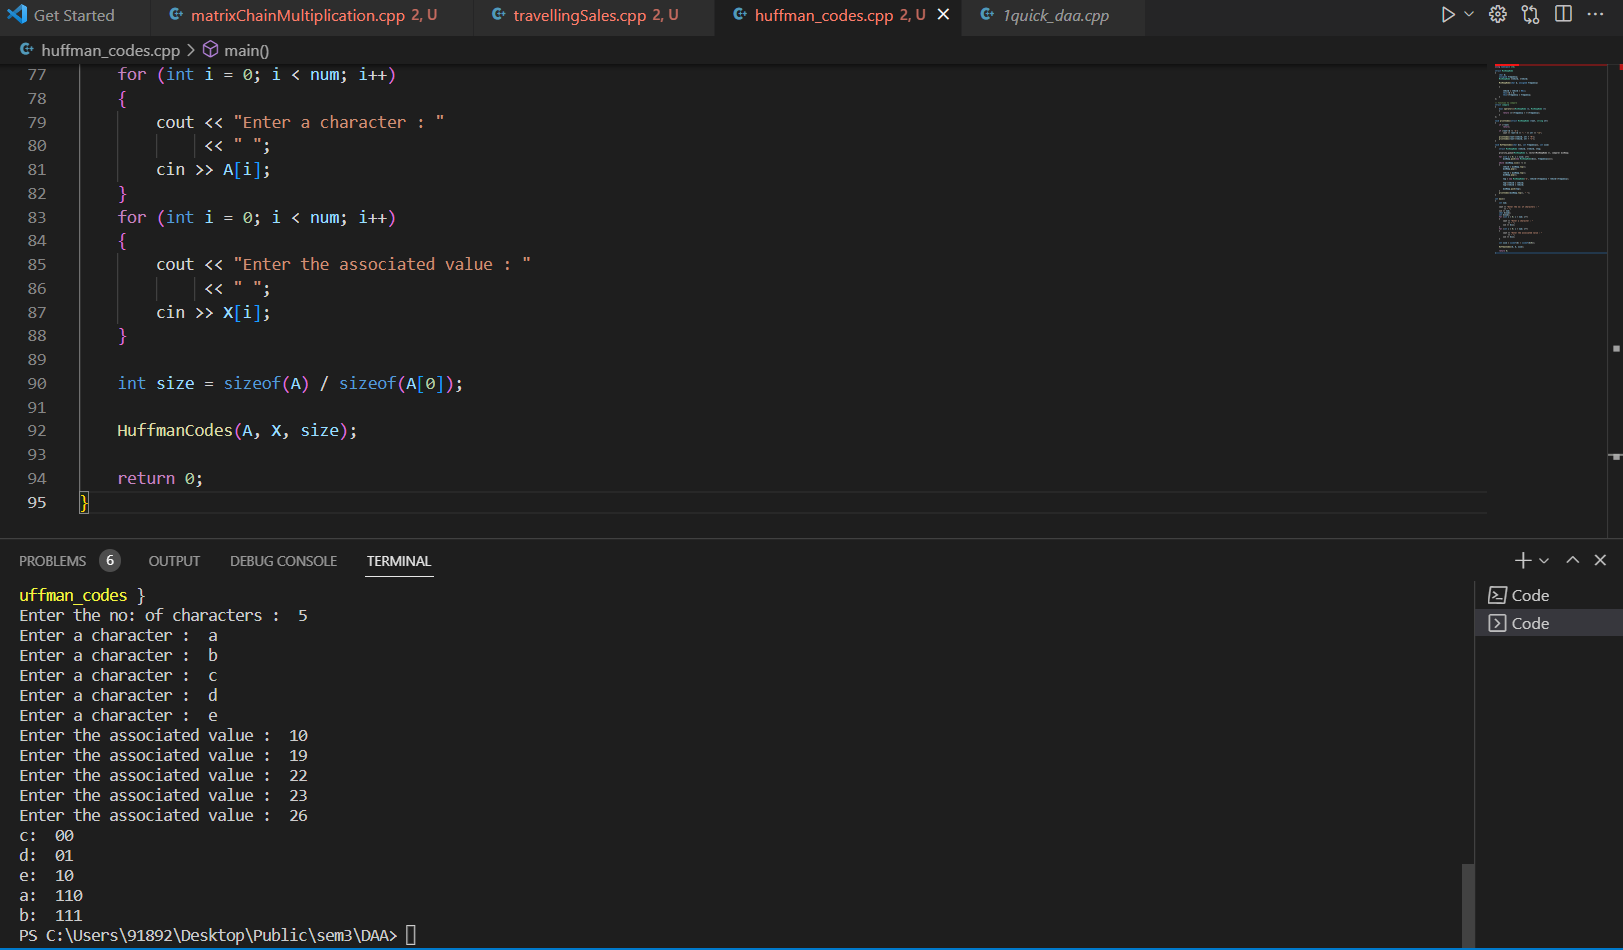 Get Started matrixChainMultiplication.cpp 2, U travellingSales.cpp 2, U huffman_codes.cpp 2, U 1quick_daa.cpp
huffman_codes.cpp > main()
77 for (int i = 0; i < num; i++)
78 {
79 cout << "Enter a character : "
80 << " ";
81 cin >> A[i];
82 }
83 for (int i = 0; i < num; i++)
84 {
85 cout << "Enter the associated value : "
86 << " ";
87 cin >> X[i];
88 }
89
90 int size = sizeof(A) / sizeof(A[0]);
91
92 HuffmanCodes(A, X, size);
93
94 return 0;
95 }
PROBLEMS 6 OUTPUT DEBUG CONSOLE TERMINAL
uffman_codes }
Enter the no: of characters :  5
Enter a character :  a
Enter a character :  b
Enter a character :  c
Enter a character :  d
Enter a character :  e
Enter the associated value :  10
Enter the associated value :  19
Enter the associated value :  22
Enter the associated value :  23
Enter the associated value :  26
c:  00
d:  01
e:  10
a:  110
b:  111
PS C:\Users\91892\Desktop\Public\sem3\DAA>
Code
Code